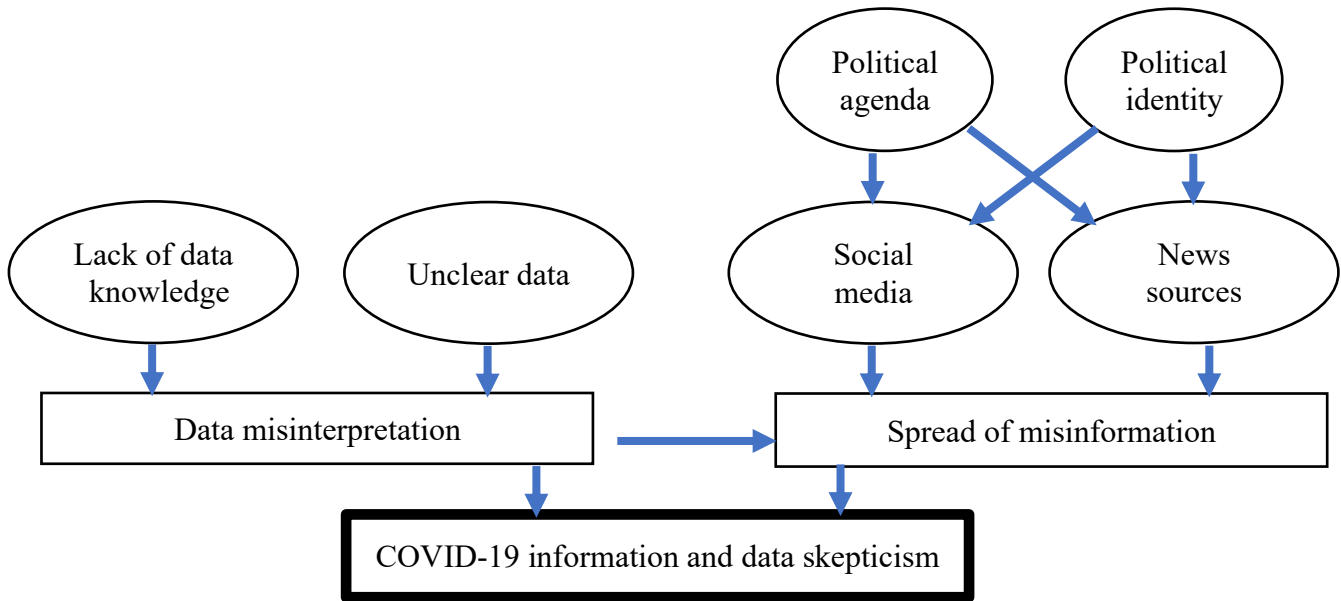 Political
agenda
Political
identity
Lack of data
knowledge
Unclear data
Social
media
News
sources
Data misinterpretation
Spread of misinformation
COVID-19 information and data skepticism